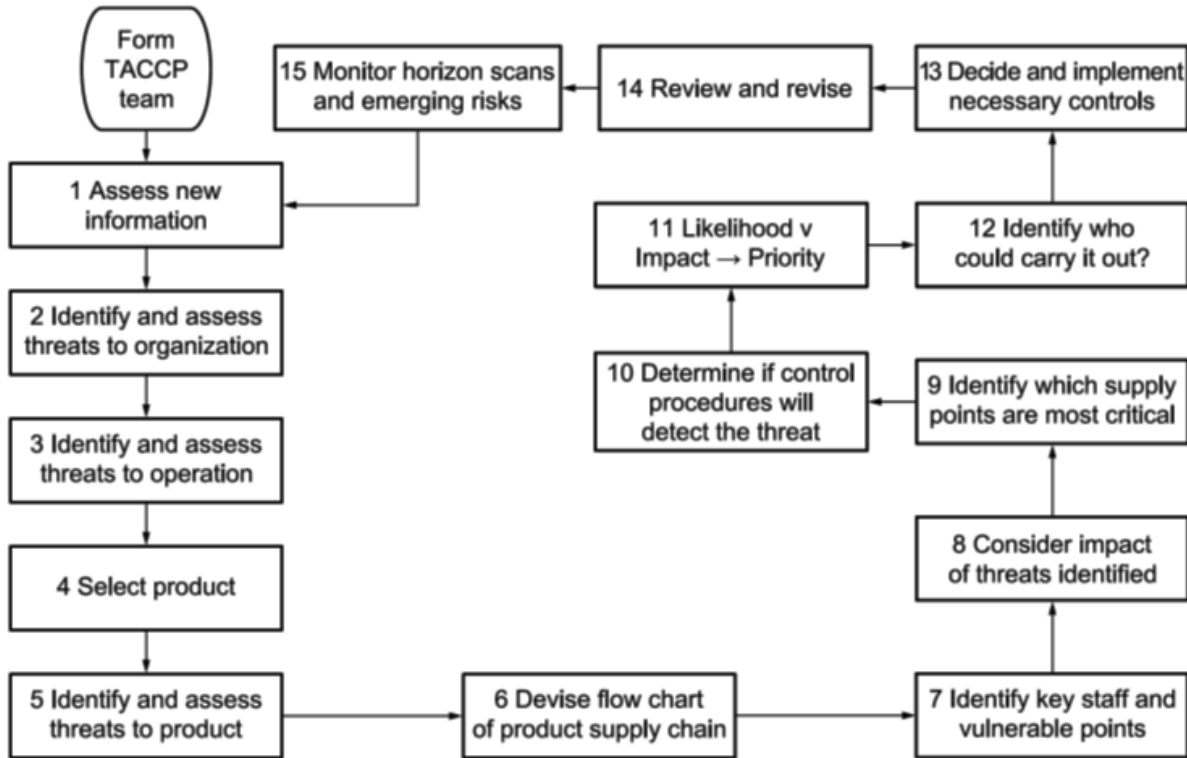 Form
TACCP
team
1 Assess new
information
2 Identify and assess
threats to organization
3 Identify and assess
threats to operation
4 Select product
5 Identify and assess
threats to product
6 Devise flow chart
of product supply chain
7 Identify key staff and
vulnerable points
8 Consider impact
of threats identified
9 Identify which supply
points are most critical
10 Determine if control
procedures will
detect the threat
11 Likelihood v
Impact → Priority
12 Identify who
could carry it out?
13 Decide and implement
necessary controls
14 Review and revise
15 Monitor horizon scans
and emerging risks